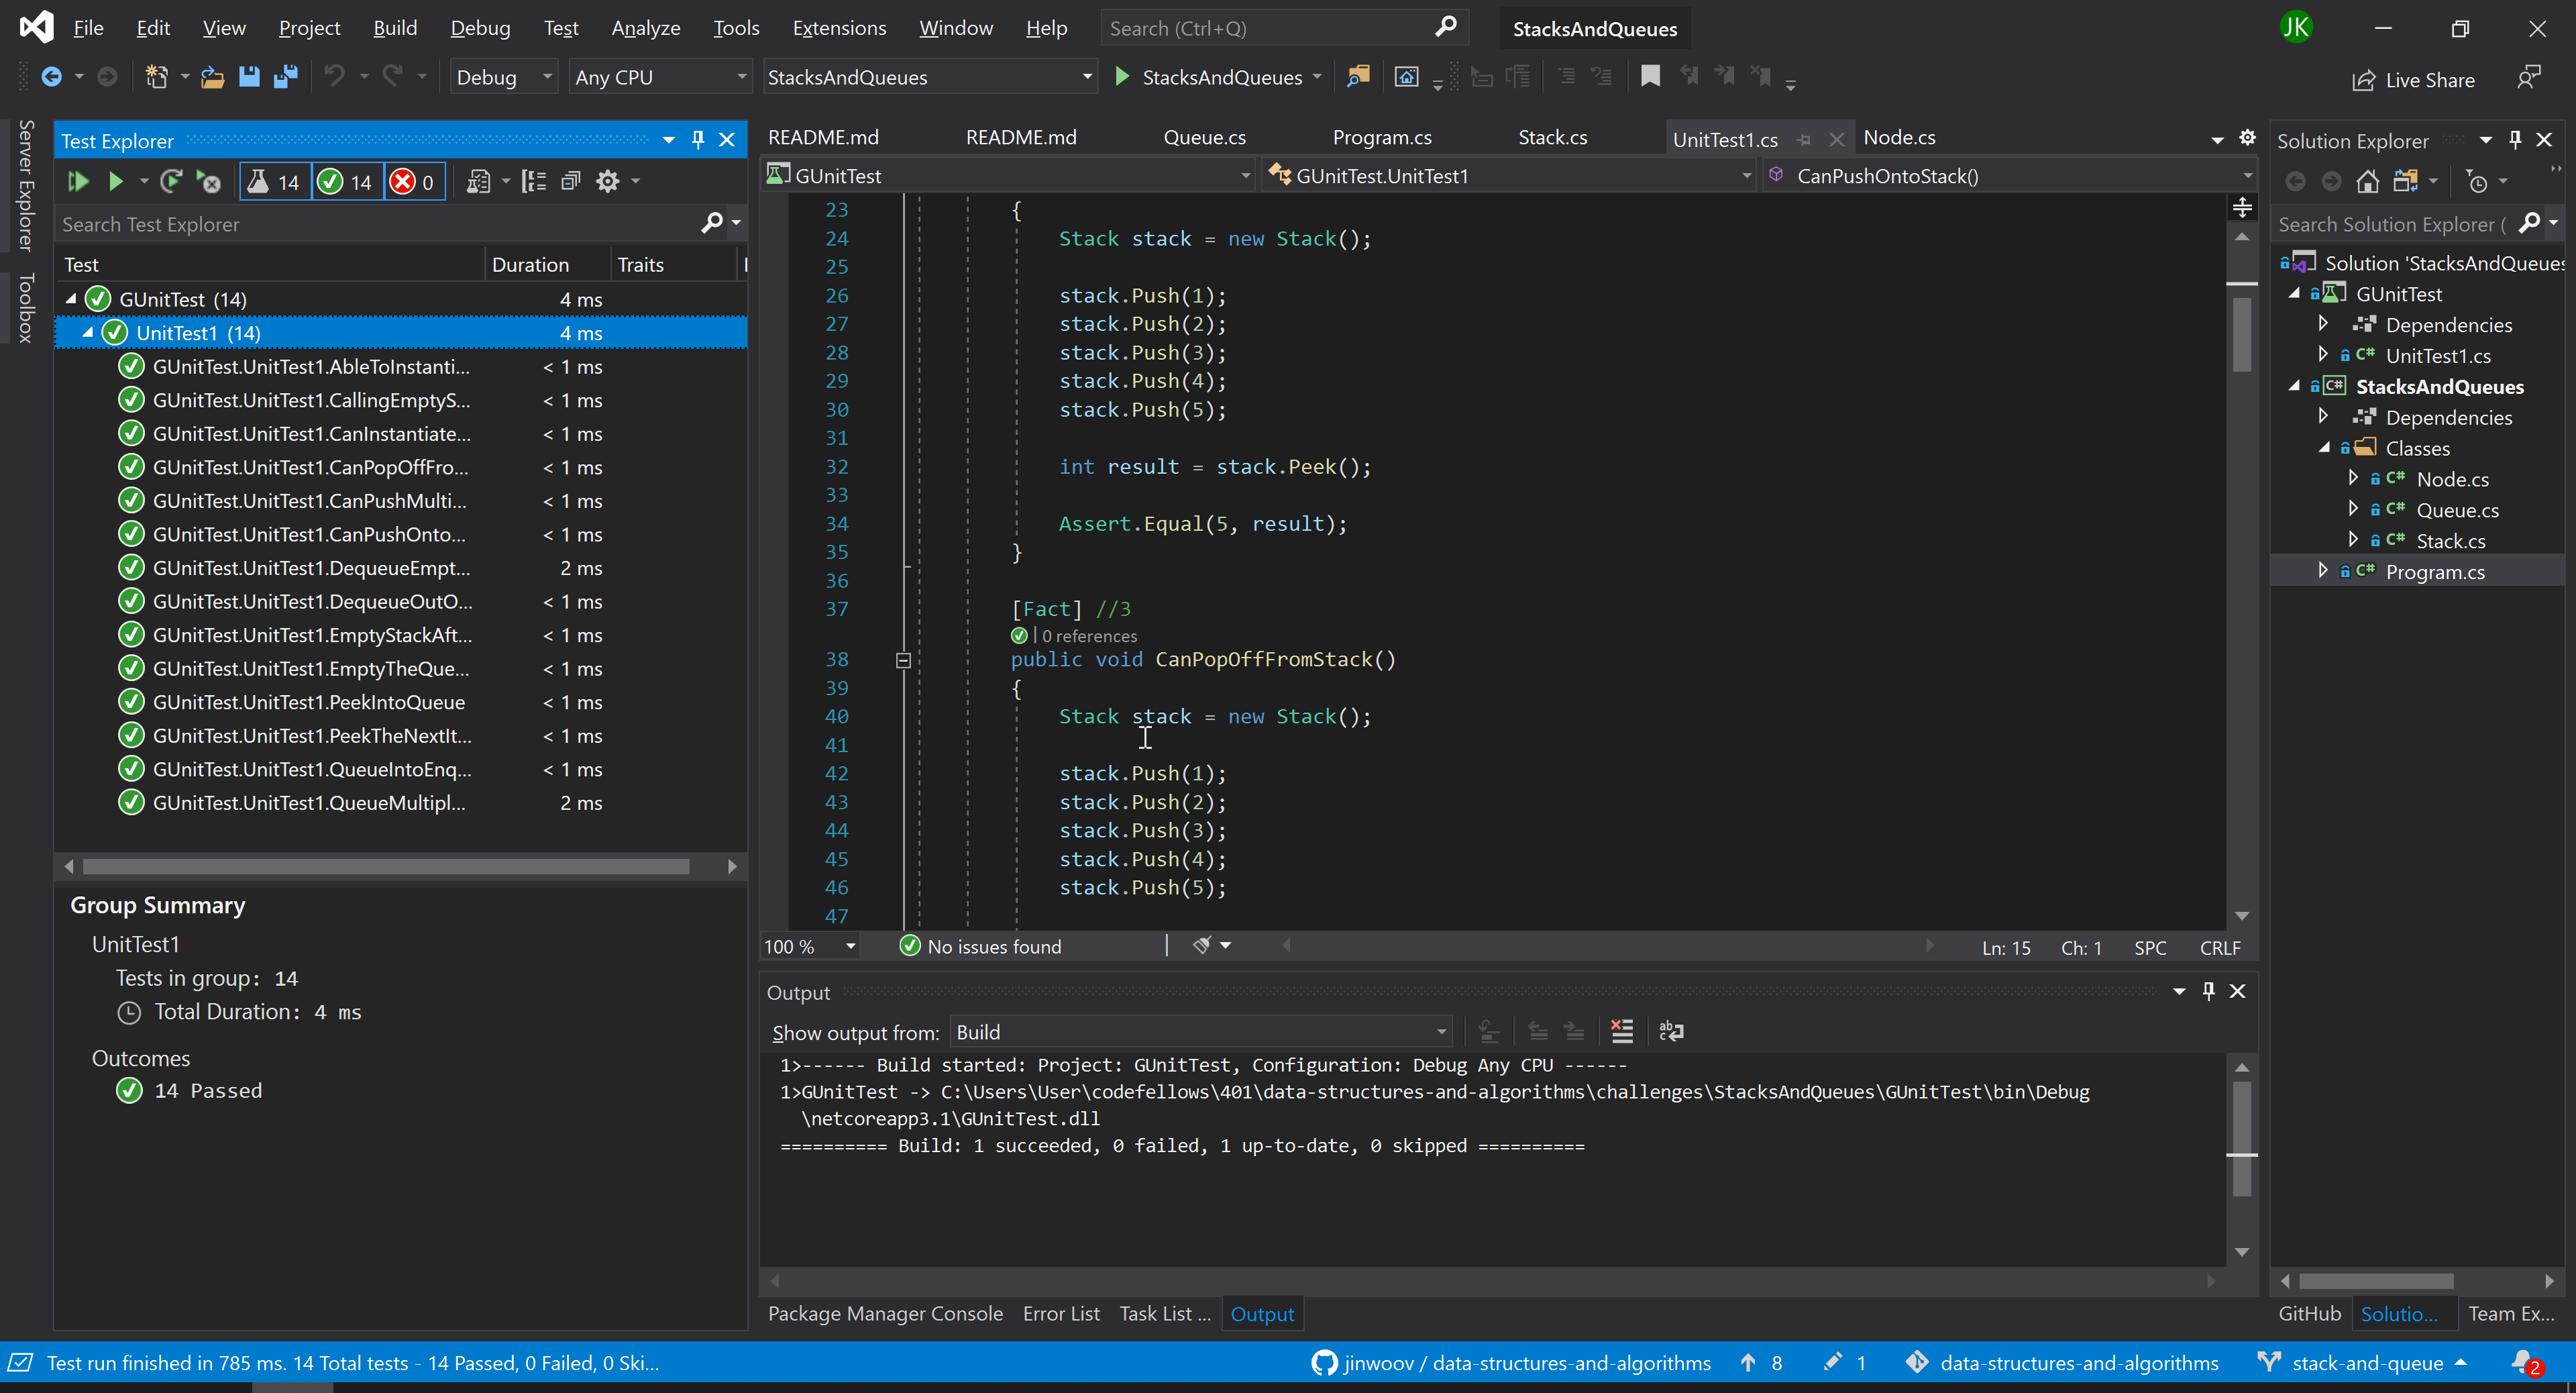 File Edit View Project Build Debug Test Analyze Tools Extensions Window Help Search (Ctrl+Q) StacksAndQueues JK
Debug Any CPU StacksAndQueues StacksAndQueues Live Share
Server Explorer
Toolbox
Test Explorer
14 14 0
Search Test Explorer
Test Duration Traits
GUnitTest (14) 4 ms
UnitTest1 (14) 4 ms
GUnitTest.UnitTest1.AbleToInstanti... < 1 ms
GUnitTest.UnitTest1.CallingEmptyS... < 1 ms
GUnitTest.UnitTest1.CanInstantiate... < 1 ms
GUnitTest.UnitTest1.CanPopOffFro... < 1 ms
GUnitTest.UnitTest1.CanPushMulti... < 1 ms
GUnitTest.UnitTest1.CanPushOnto... < 1 ms
GUnitTest.UnitTest1.DequeueEmpt... 2 ms
GUnitTest.UnitTest1.DequeueOutO... < 1 ms
GUnitTest.UnitTest1.EmptyStackAft... < 1 ms
GUnitTest.UnitTest1.EmptyTheQue... < 1 ms
GUnitTest.UnitTest1.PeekIntoQueue < 1 ms
GUnitTest.UnitTest1.PeekTheNextIt... < 1 ms
GUnitTest.UnitTest1.QueueIntoEnq... < 1 ms
GUnitTest.UnitTest1.QueueMultipl... 2 ms
Group Summary
UnitTest1
Tests in group: 14
Total Duration: 4 ms
Outcomes
14 Passed
README.md README.md Queue.cs Program.cs Stack.cs UnitTest1.cs Node.cs
GUnitTest GUnitTest.UnitTest1 CanPushOntoStack()
23 {
24 Stack stack = new Stack();
25
26 stack.Push(1);
27 stack.Push(2);
28 stack.Push(3);
29 stack.Push(4);
30 stack.Push(5);
31
32 int result = stack.Peek();
33
34 Assert.Equal(5, result);
35 }
36
37 [Fact] //3
| 0 references
38 public void CanPopOffFromStack()
39 {
40 Stack stack = new Stack();
41
42 stack.Push(1);
43 stack.Push(2);
44 stack.Push(3);
45 stack.Push(4);
46 stack.Push(5);
47
100 % No issues found Ln: 15 Ch: 1 SPC CRLF
Output
Show output from: Build
1>------ Build started: Project: GUnitTest, Configuration: Debug Any CPU ------
1>GUnitTest -> C:\Users\User\codefellows\401\data-structures-and-algorithms\challenges\StacksAndQueues\GUnitTest\bin\Debug
\netcoreapp3.1\GUnitTest.dll
========== Build: 1 succeeded, 0 failed, 1 up-to-date, 0 skipped ==========
Package Manager Console Error List Task List ... Output
Solution Explorer
Search Solution Explorer (
Solution 'StacksAndQueues
GUnitTest
Dependencies
C# UnitTest1.cs
C# StacksAndQueues
Dependencies
Classes
C# Node.cs
C# Queue.cs
C# Stack.cs
C# Program.cs
GitHub Solutio... Team Ex...
Test run finished in 785 ms. 14 Total tests - 14 Passed, 0 Failed, 0 Ski... jinwoov / data-structures-and-algorithms 8 1 data-structures-and-algorithms stack-and-queue 2